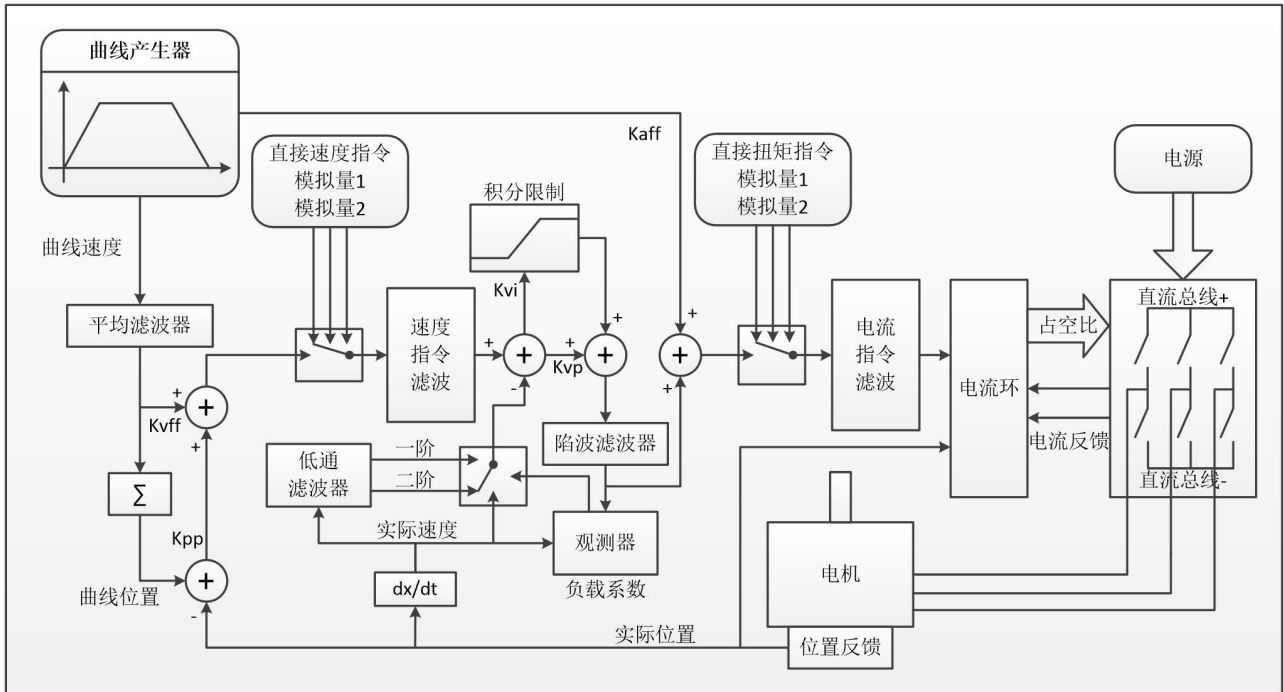 曲线产生器
Kaff
直接速度指令
模拟量1
模拟量2
直接扭矩指令
模拟量1
模拟量2
电源
积分限制
曲线速度
Kvi
平均滤波器
速度
指令
滤波
+
-
+
+
+
Kvp
+
+
+
+
电流
指令
滤波
电流环
占空比
直流总线+
电流反馈
直流总线-
+
Kvff
+
+
Σ
Kpp
曲线位置
+
-
低通
滤波器
一阶
二阶
陷波滤波器
实际速度
观测器
负载系数
dx/dt
电机
实际位置
位置反馈